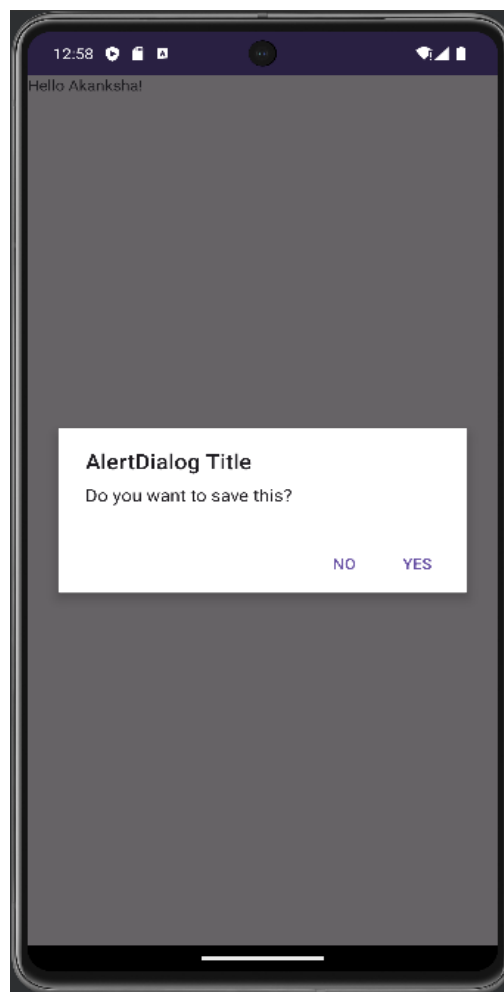 12:58
Hello Akanksha!
AlertDialog Title
Do you want to save this?
NO YES